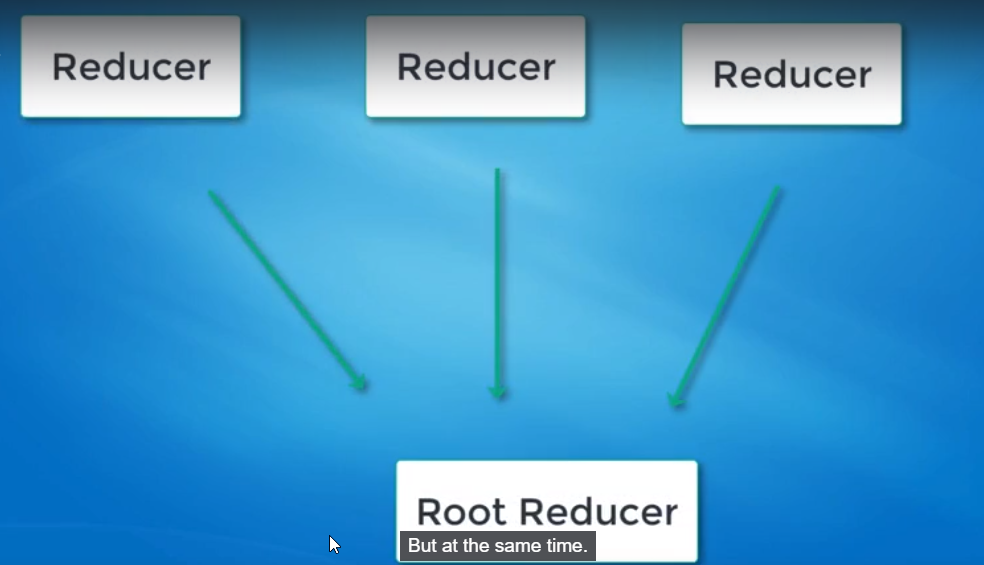 Reducer
Reducer
Reducer
Root Reducer
But at the same time.